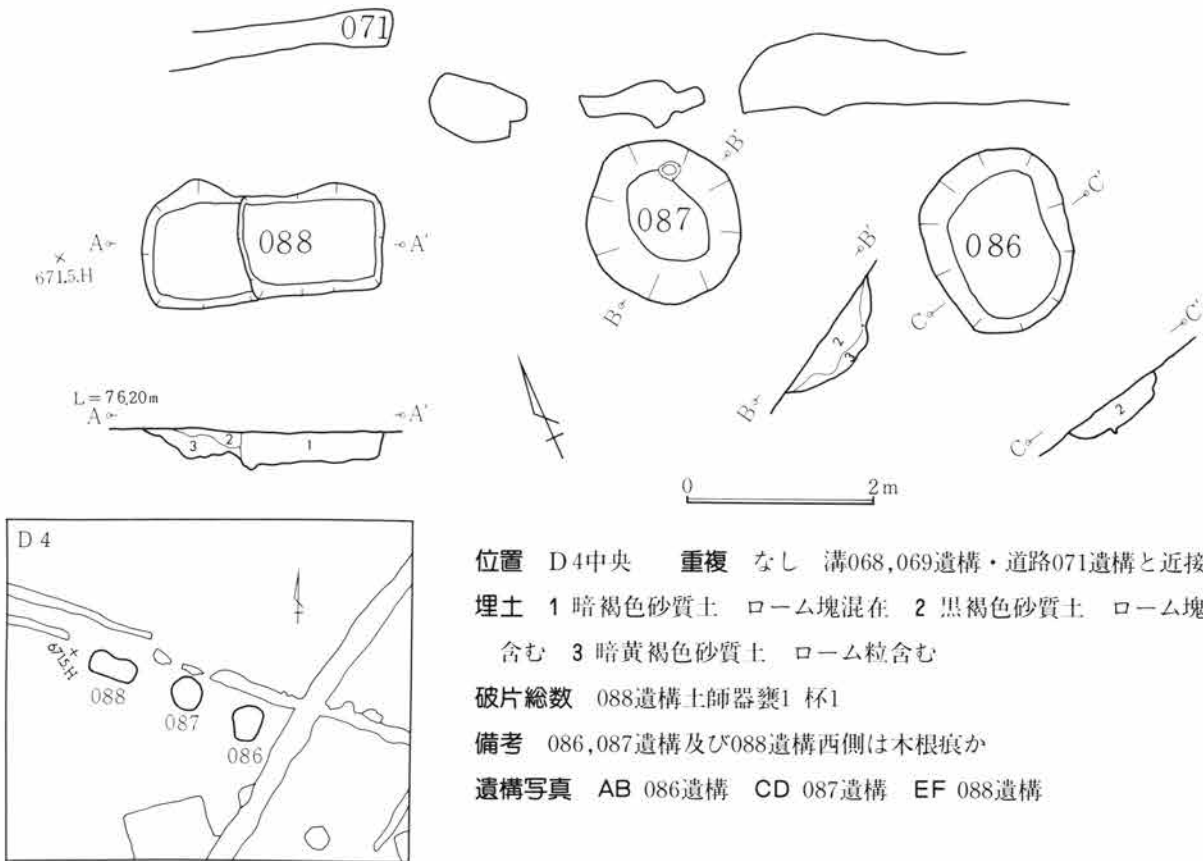 071
088
087
086
A
A'
671.5.H
B'
B
C'
C
B'
2
3
B
C'
2
C
L=76.20m
A
A'
3
2
1
0
2m
D4
671.5.H
088
087
086
位置 D4中央 重複 なし 溝068,069遺構・道路071遺構と近接
埋土 1 暗褐色砂質土 ローム塊混在 2 黒褐色砂質土 ローム塊
含む 3 暗黄褐色砂質土 ローム粒含む
破片総数 088遺構土師器甕1 杯1
備考 086,087遺構及び088遺構西側は木根痕か
遺構写真 AB 086遺構 CD 087遺構 EF 088遺構